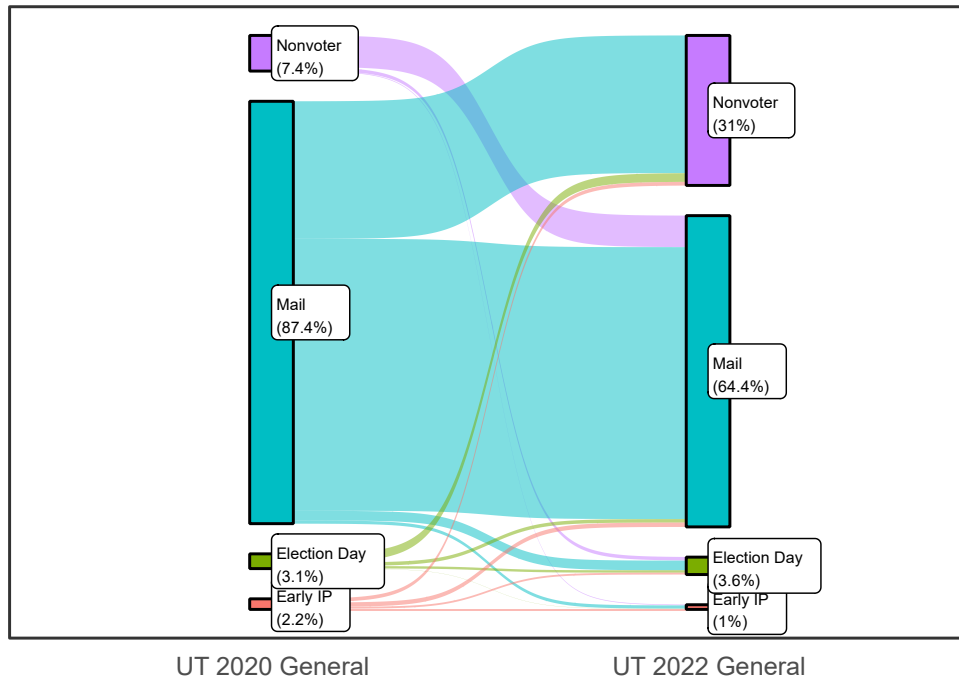 Nonvoter
(7.4%)
Mail
(87.4%)
Election Day
(3.1%)
Early IP
(2.2%)
Nonvoter
(31%)
Mail
(64.4%)
Election Day
(3.6%)
Early IP
(1%)
UT 2020 General
UT 2022 General